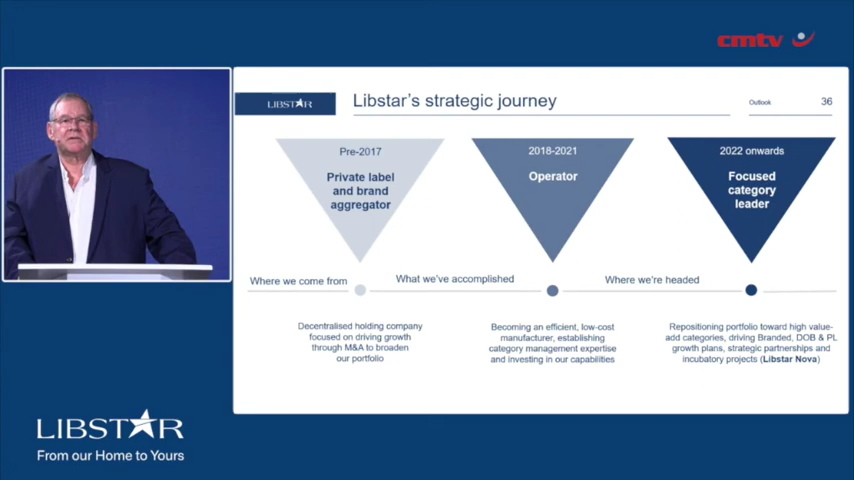 cmtv
LIBSTAR
Libstar's strategic journey
Outlook
36
Pre-2017
Private label
and brand
aggregator
2018-2021
Operator
2022 onwards
Focused
category
leader
Where we come from
What we've accomplished
Where we're headed
Decentralised holding company
focused on driving growth
through M&A to broaden
our portfolio
Becoming an efficient, low-cost
manufacturer, establishing
category management expertise
and investing in our capabilities
Repositioning portfolio toward high value-
add categories, driving Branded, DOB & PL
growth plans, strategic partnerships and
incubatory projects (Libstar Nova)
LIBSTAR
From our Home to Yours